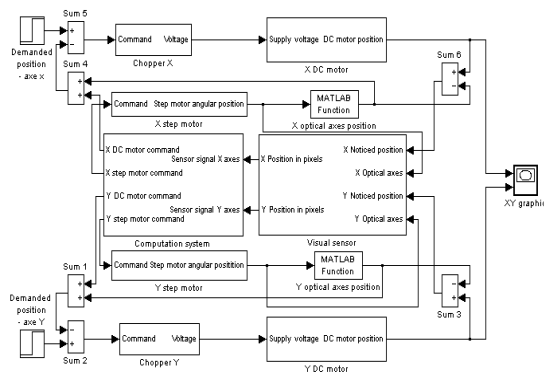 Sum 5
Demanded
position
- axe x
Command Voltage
Chopper X
Supply voltage DC motor position
X DC motor
Sum 6
Sum 4
Command Step motor angular position
X step motor
MATLAB
Function
X optical axes position
X DC motor command
X step motor command
Y DC motor command
Y step motor command
Sensor signal X axes
Sensor signal Y axes
Computation system
X Position in pixels
Y Position in pixels
X Noticed position
X Optical axes
Y Noticed position
Y Optical axes
Visual sensor
XY graphic
Command Step motor angular positition
Y step motor
MATLAB
Function
Y optical axes position
Sum 1
Sum 3
Demanded
position
- axe Y
Sum 2
Command Voltage
Chopper Y
Supply voltage DC motor position
Y DC motor